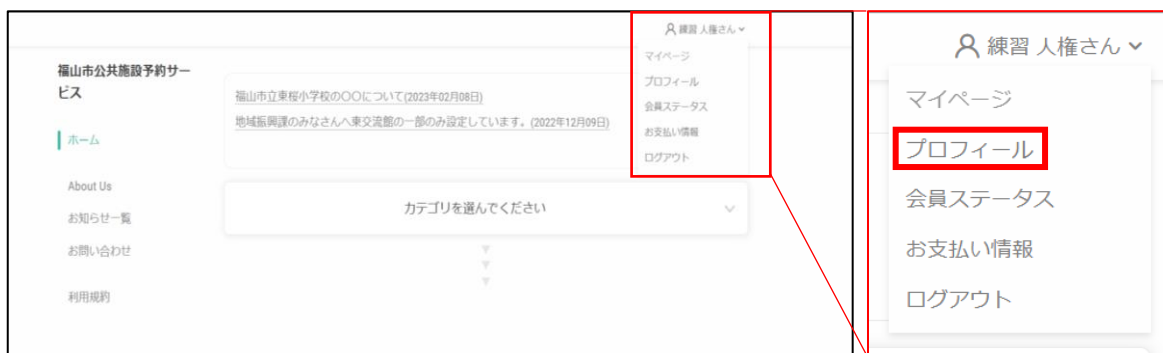 練習 人権さん
マイページ
プロフィール
会員ステータス
お支払い情報
ログアウト
福山市公共施設予約サー
ビス
ホーム
About Us
お知らせ一覧
お問い合わせ
利用規約
福山市立東桜小学校の〇〇について(2023年02月08日)
地域振興課のみなさんへ東交流館の一部のみ設定しています。(2022年12月09日)
カテゴリを選んでください
練習 人権さん
マイページ
プロフィール
会員ステータス
お支払い情報
ログアウト